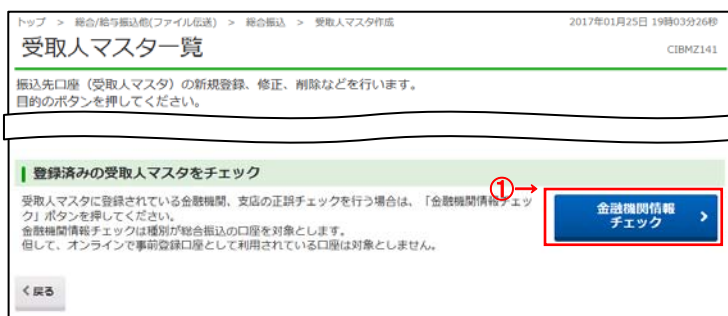 トップ > 総合/給与振込他(ファイル伝送) > 総合振込 > 受取人マスタ作成 2017年01月25日 19時03分26秒
受取人マスタ一覧 CIBMZ141
振込先口座(受取人マスタ)の新規登録、修正、削除などを行います。
目的のボタンを押してください。
登録済みの受取人マスタをチェック
①→
受取人マスタに登録されている金融機関、支店の正誤チェックを行う場合は、「金融機関情報チェッ
ク」ボタンを押してください。
金融機関情報チェックは種別が総合振込の口座を対象とします。
但して、オンラインで事前登録口座として利用されている口座は対象としません。
金融機関情報
チェック >
< 戻る